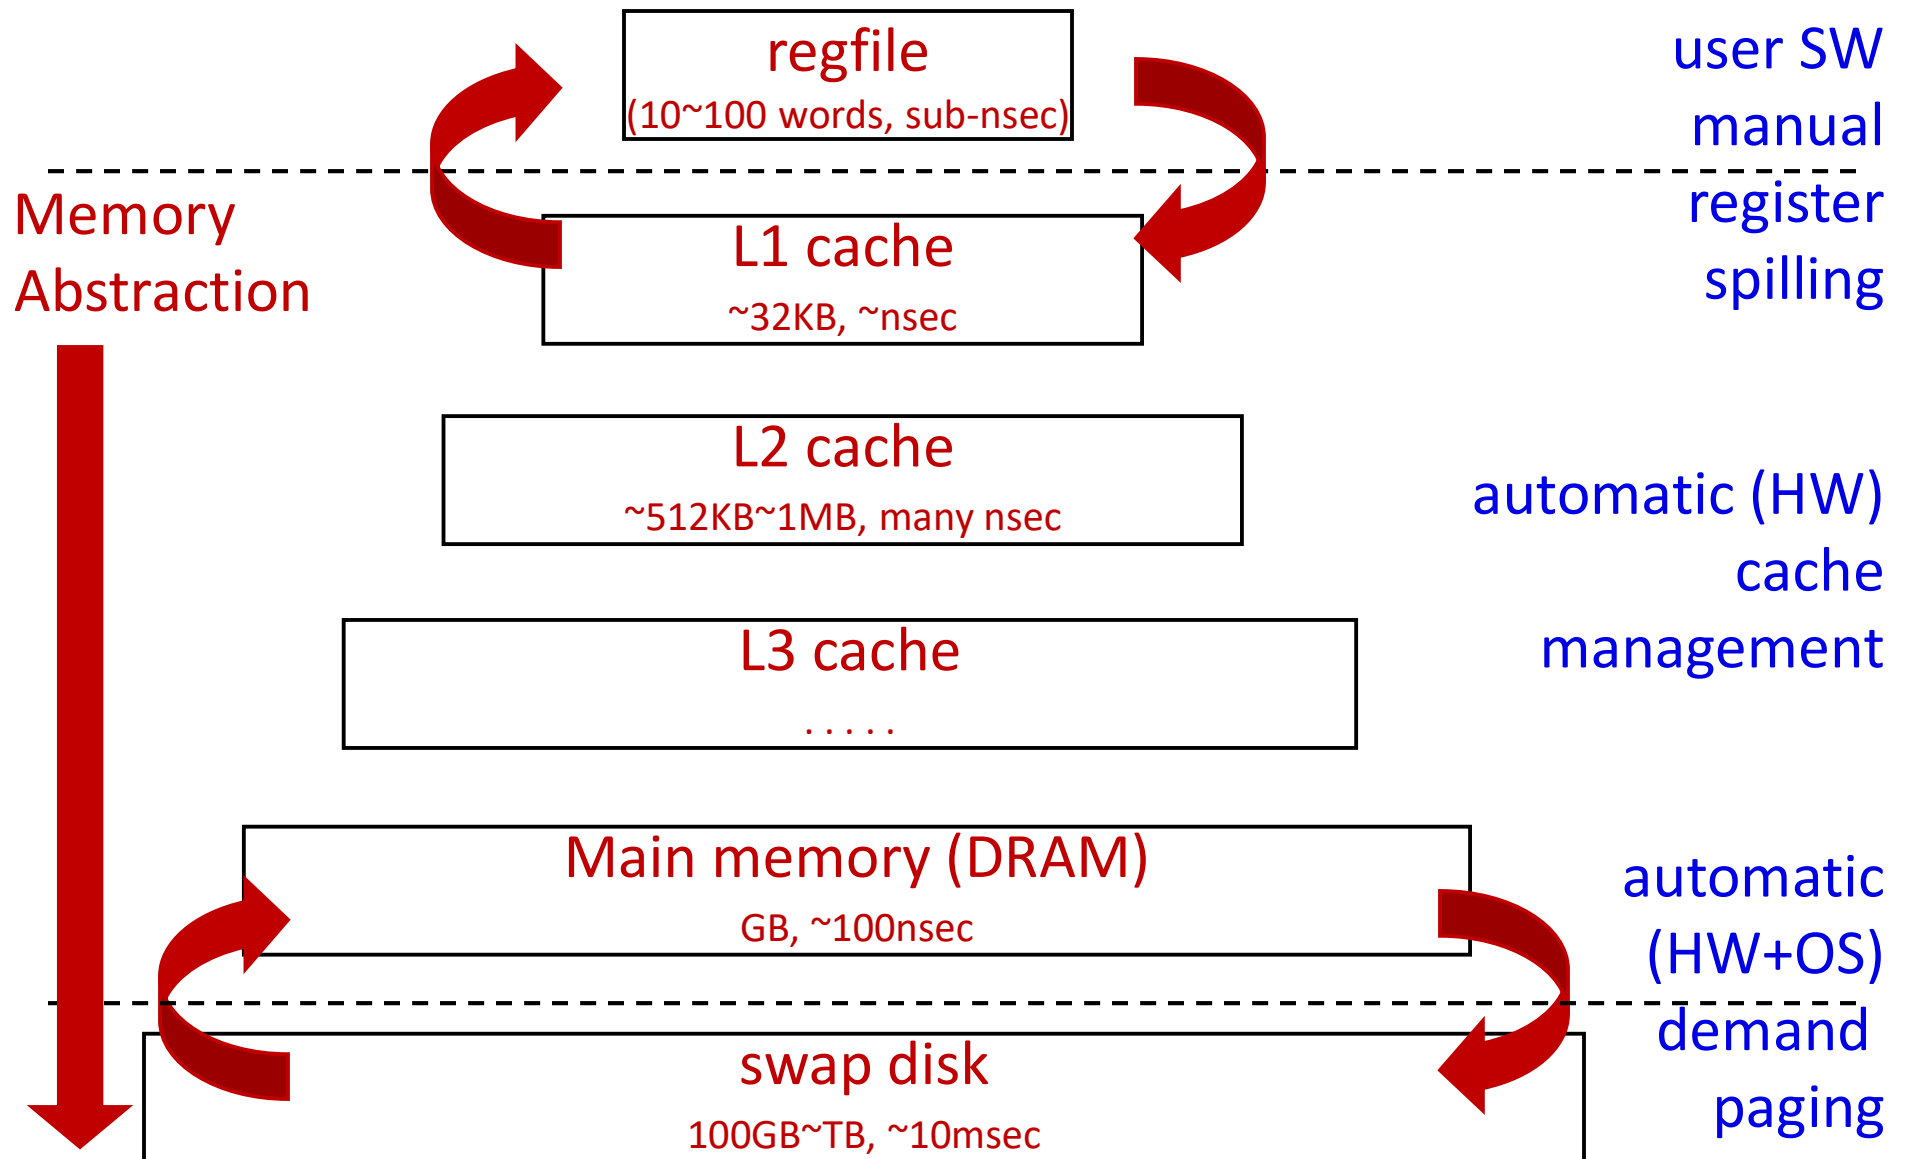 regfile
(10~100 words, sub-nsec)
user SW
manual
register
spilling
Memory
Abstraction
L1 cache
~32KB, ~nsec
L2 cache
~512KB~1MB, many nsec
automatic (HW)
cache
management
L3 cache
. . . . .
Main memory (DRAM)
GB, ~100nsec
automatic
(HW+OS)
demand
paging
swap disk
100GB~TB, ~10msec